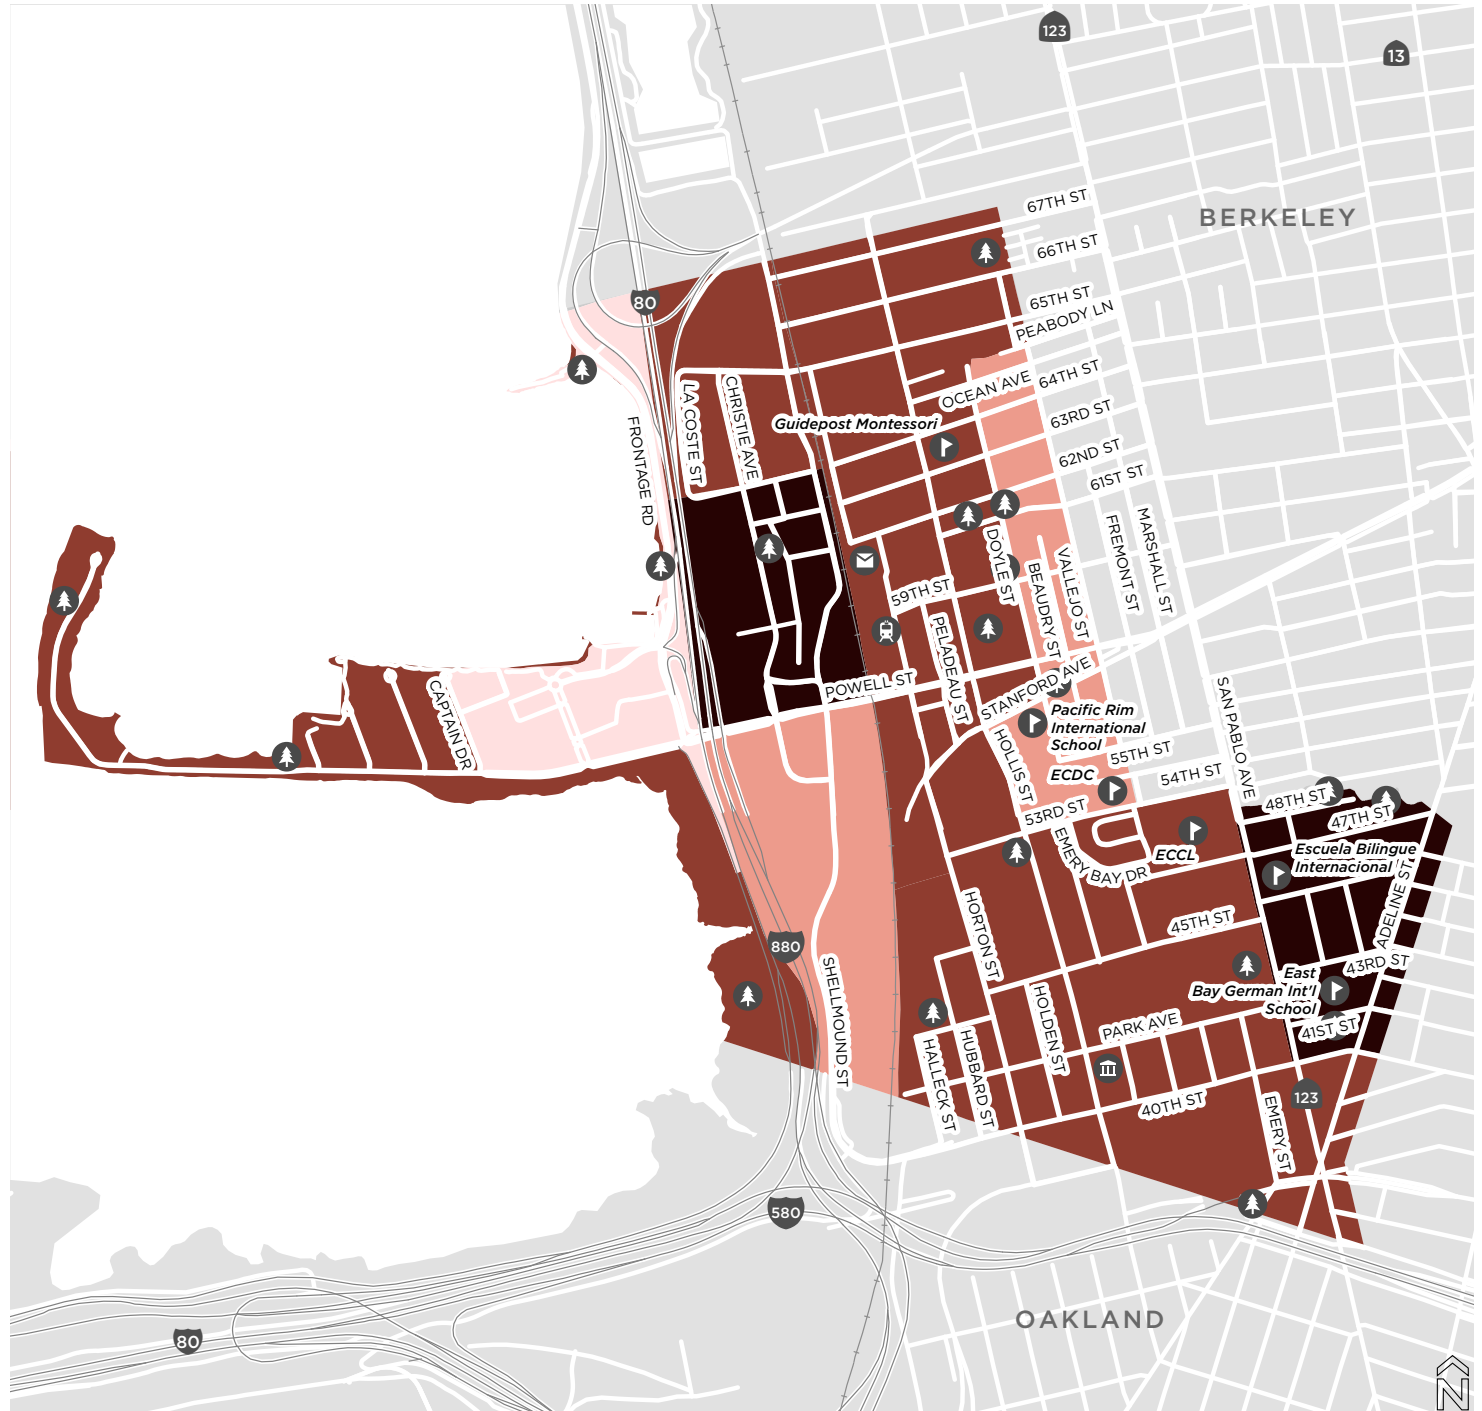 123
13
67TH ST
BERKELEY
66TH ST
80
65TH ST
PEABODY LN
64TH ST
OCEAN AVE
LA COSTE ST
CHRISTIE AVE
63RD ST
Guidepost Montessori
FRONTAGE RD
62ND ST
61ST ST
MARSHALL ST
FREMONT ST
DOYLE ST
VALLEJO ST
BEAUDRY ST
59TH ST
PELADEAU ST
STANFORD AVE
POWELL ST
CAPTAIN DR
SAN PABLO AVE
Pacific Rim
International
School
HOLLIS ST
55TH ST
ECDC
54TH ST
48TH ST
53RD ST
47TH ST
EMERY BAY DR
ECCL
Escuela Bilingue
Internacional
ADELINE ST
HORTON ST
45TH ST
880
43RD ST
East
Bay German Int'l
School
SHELLMOUND ST
HOLDEN ST
PARK AVE
41ST ST
HALLECK ST
HUBBARD ST
40TH ST
123
EMERY ST
580
OAKLAND
80
N